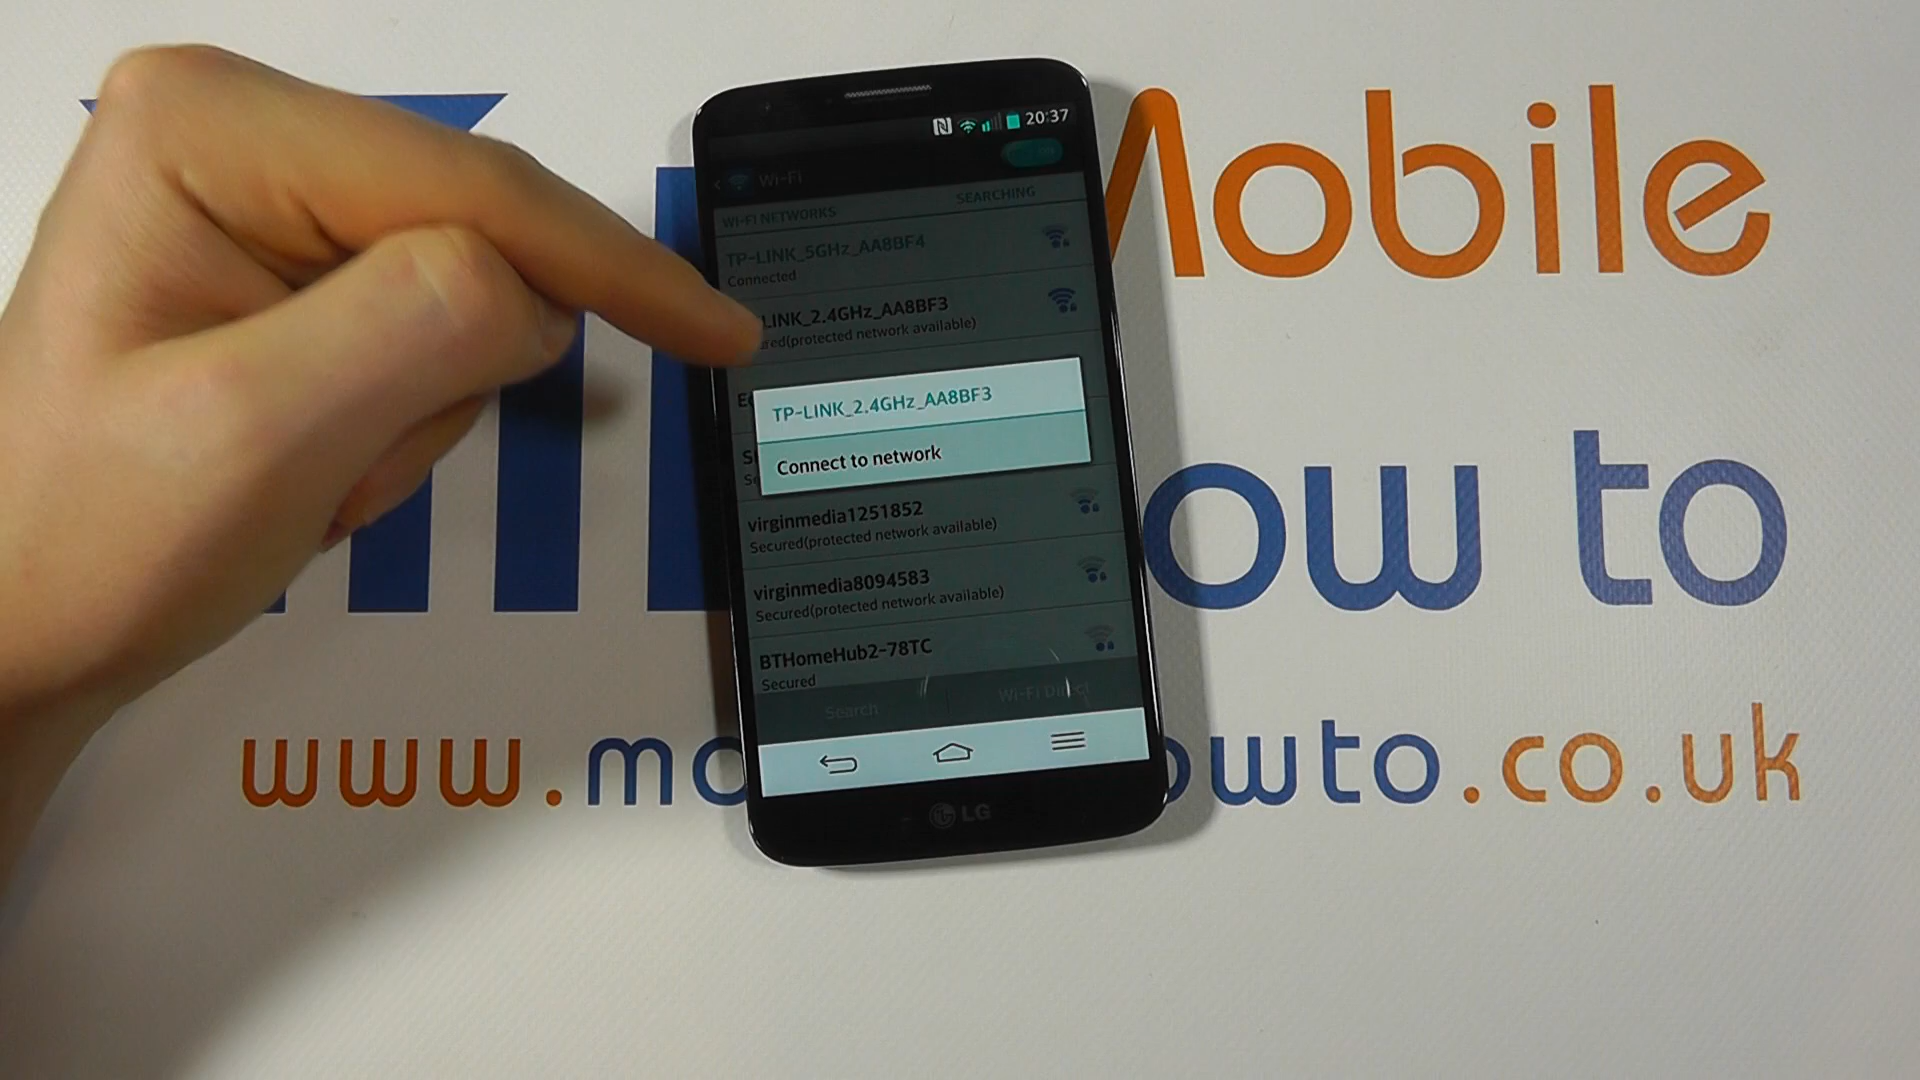 20:37
Wi-Fi
WI-FI NETWORKS SEARCHING
TP-LINK_5GHz_AA8BF4
Connected
LINK_2.4GHz_AA8BF3
(protected network available)
TP-LINK_2.4GHz_AA8BF3
Connect to network
virginmedia1251852
Secured(protected network available)
virginmedia8094583
Secured(protected network available)
BTHomeHub2-78TC
Secured
Search Wi-Fi Direct
LG
Mobile
ow to
www.mo owto.co.uk